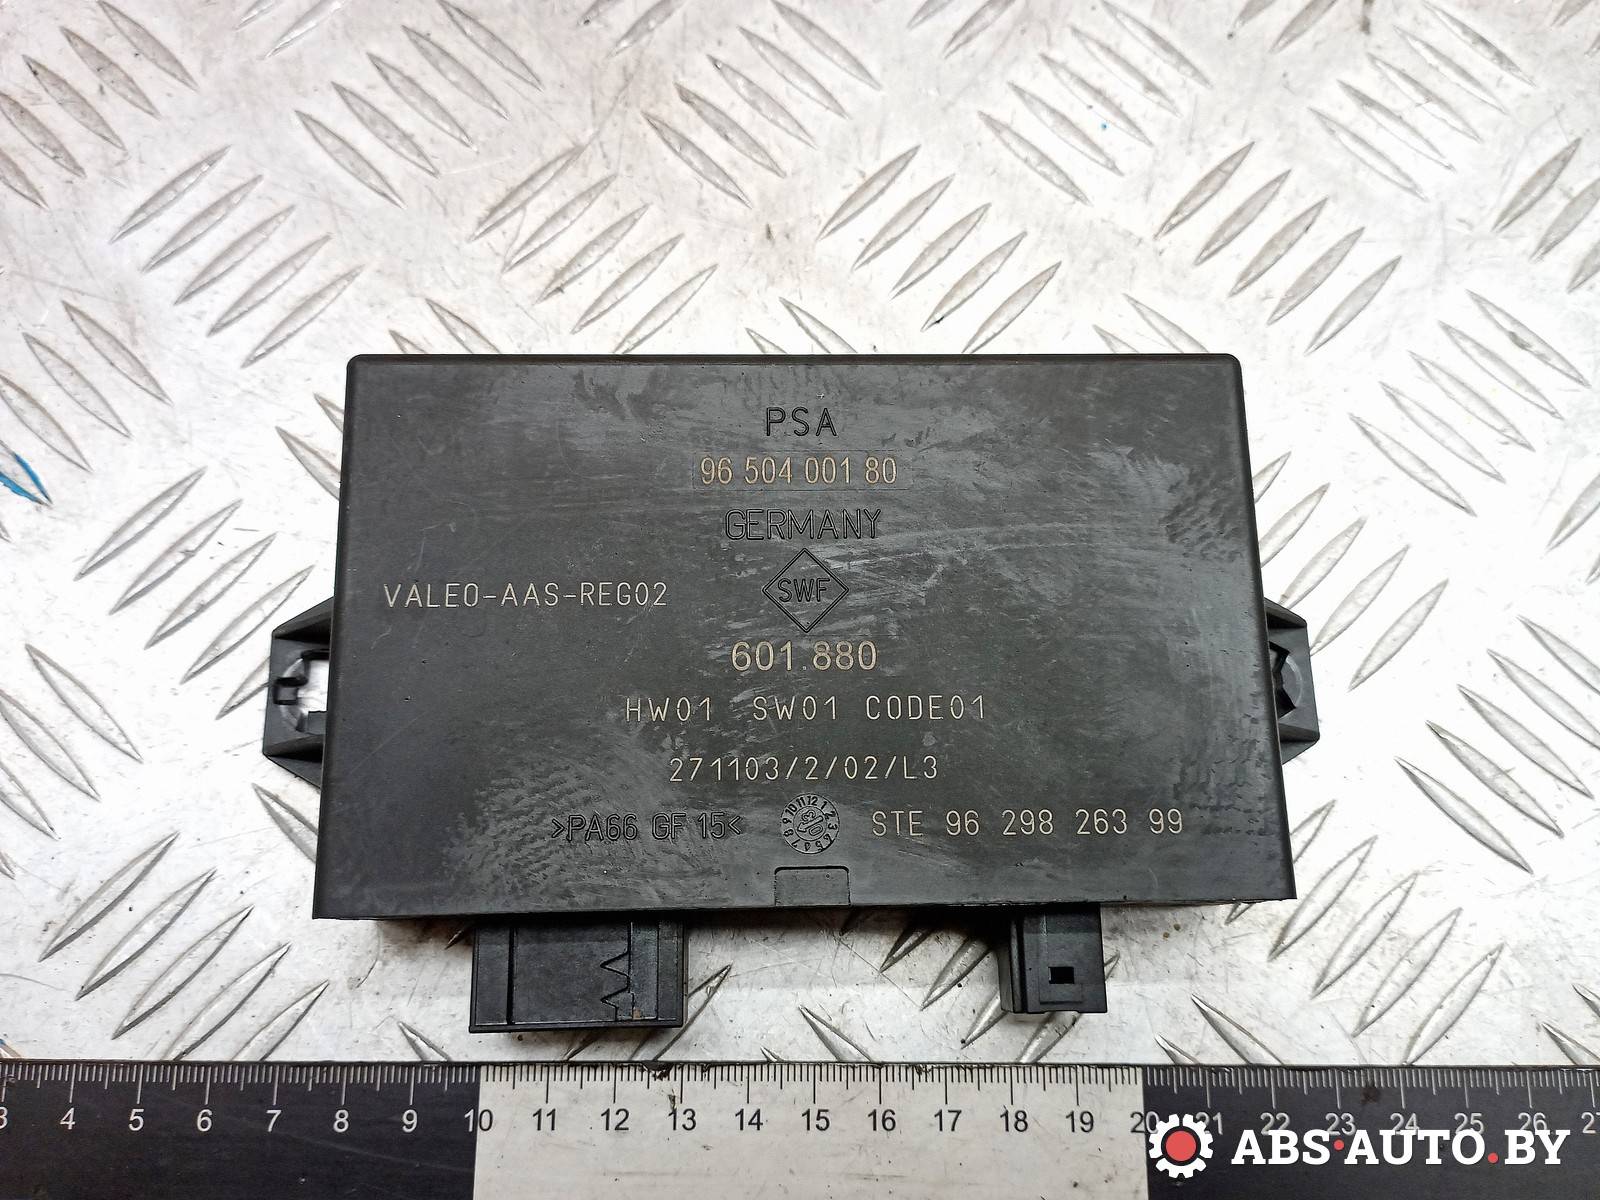 PSA
96 504 001 80
GERMANY
VALEO-AAS-REG02
SWF
601.880
HW01 SW01 CODE01
271103/2/02/L3
>PA66 GF 15<
STE 96 298 263 99
3 4 5 6 7 8 9 10 11 12 13 14 15 16 17 18 19 20 21 22 23 24 25 26 27
ABS-AUTO.BY